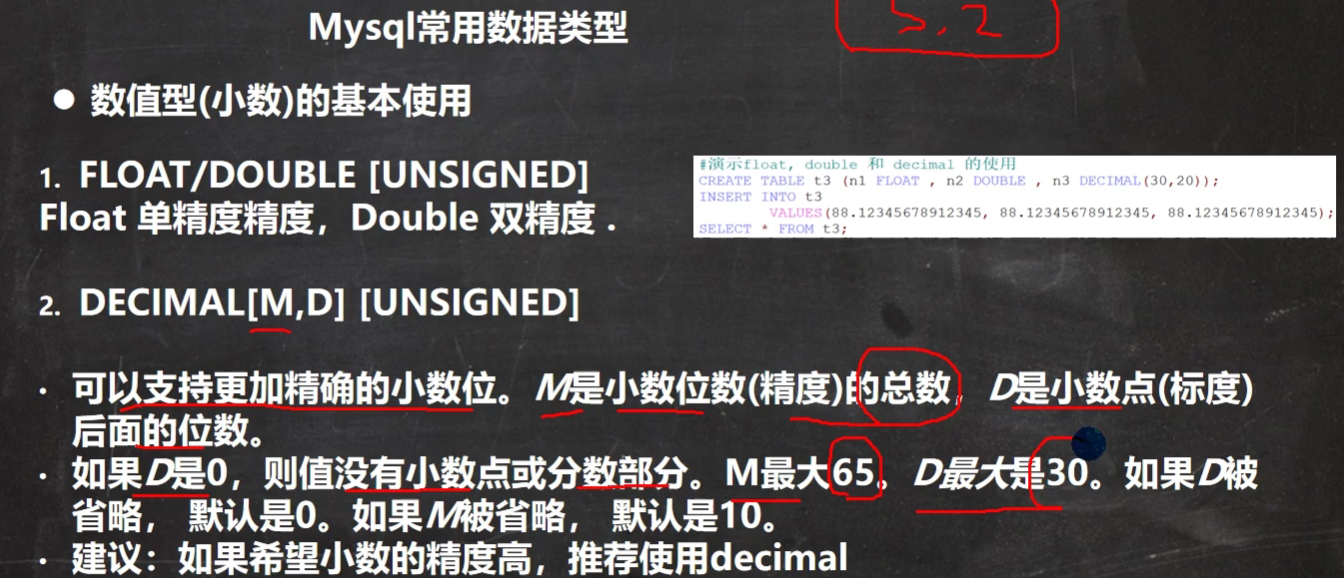 5.2
Mysql常用数据类型
● 数值型(小数)的基本使用
1. FLOAT/DOUBLE [UNSIGNED]
Float 单精度精度，Double 双精度 .
#演示float, double 和 decimal 的使用
CREATE TABLE t3 (n1 FLOAT , n2 DOUBLE , n3 DECIMAL(30,20));
INSERT INTO t3
VALUES(88.12345678912345, 88.12345678912345, 88.12345678912345);
SELECT * FROM t3;
2. DECIMAL[M,D] [UNSIGNED]
· 可以支持更加精确的小数位。M是小数位数(精度)的总数，D是小数点(标度)
后面的位数。
· 如果D是0，则值没有小数点或分数部分。M最大65。D最大是30。如果D被
省略， 默认是0。如果M被省略， 默认是10。
· 建议：如果希望小数的精度高，推荐使用decimal